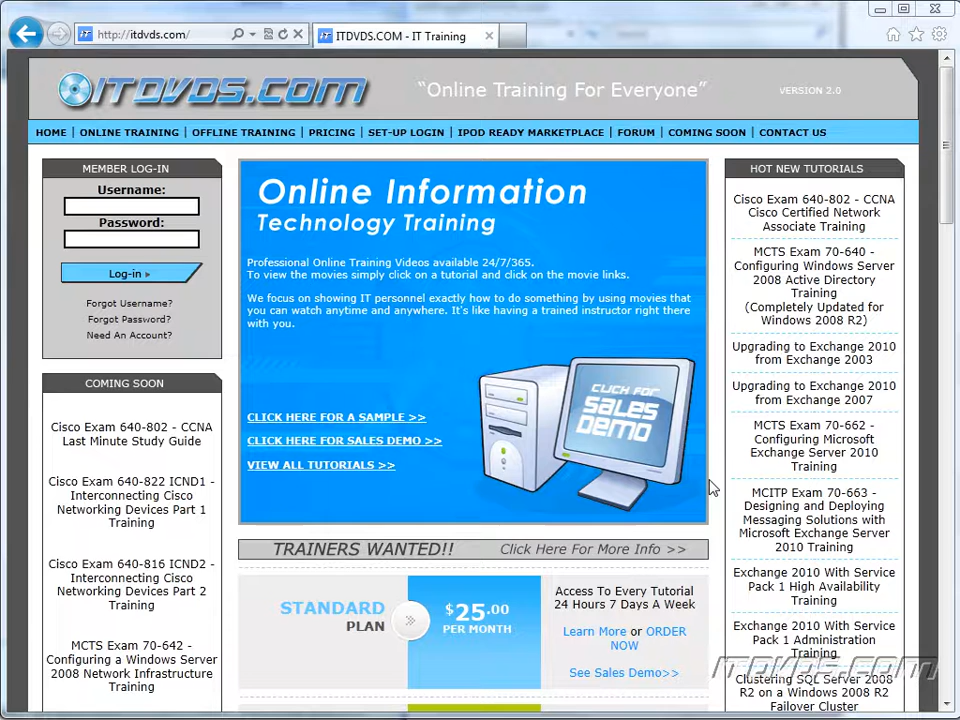 http://itdvds.com/
ITDVDS.COM - IT Training
ITDVDS.COM
“Online Training For Everyone”
VERSION 2.0
HOME | ONLINE TRAINING | OFFLINE TRAINING | PRICING | SET-UP LOGIN | IPOD READY MARKETPLACE | FORUM | COMING SOON | CONTACT US
MEMBER LOG-IN
Username:
Password:
Log-in »
Forgot Username?
Forgot Password?
Need An Account?
COMING SOON
Cisco Exam 640-802 - CCNA
Last Minute Study Guide
Cisco Exam 640-822 ICND1 -
Interconnecting Cisco
Networking Devices Part 1
Training
Cisco Exam 640-816 ICND2 -
Interconnecting Cisco
Networking Devices Part 2
Training
MCTS Exam 70-642 -
Configuring a Windows Server
2008 Network Infrastructure
Training
Online Information
Technology Training
Professional Online Training Videos available 24/7/365.
To view the movies simply click on a tutorial and click on the movie links.
We focus on showing IT personnel exactly how to do something by using movies that
you can watch anytime and anywhere. It's like having a trained instructor right there
with you.
CLICK HERE FOR A SAMPLE >>
CLICK HERE FOR SALES DEMO >>
VIEW ALL TUTORIALS >>
CLICK FOR
SALES
DEMO
TRAINERS WANTED!!
Click Here For More Info >>
STANDARD
PLAN
$25.00
PER MONTH
Access To Every Tutorial
24 Hours 7 Days A Week
Learn More or ORDER
NOW
See Sales Demo>>
HOT NEW TUTORIALS
Cisco Exam 640-802 - CCNA
Cisco Certified Network
Associate Training
MCTS Exam 70-640 -
Configuring Windows Server
2008 Active Directory
Training
(Completely Updated for
Windows 2008 R2)
Upgrading to Exchange 2010
from Exchange 2003
Upgrading to Exchange 2010
from Exchange 2007
MCTS Exam 70-662 -
Configuring Microsoft
Exchange Server 2010
Training
MCITP Exam 70-663 -
Designing and Deploying
Messaging Solutions with
Microsoft Exchange Server
2010 Training
Exchange 2010 With Service
Pack 1 High Availability
Training
Exchange 2010 With Service
Pack 1 Administration
Training
Clustering SQL Server 2008
R2 on a Windows 2008 R2
Failover Cluster
ITDVDS.COM